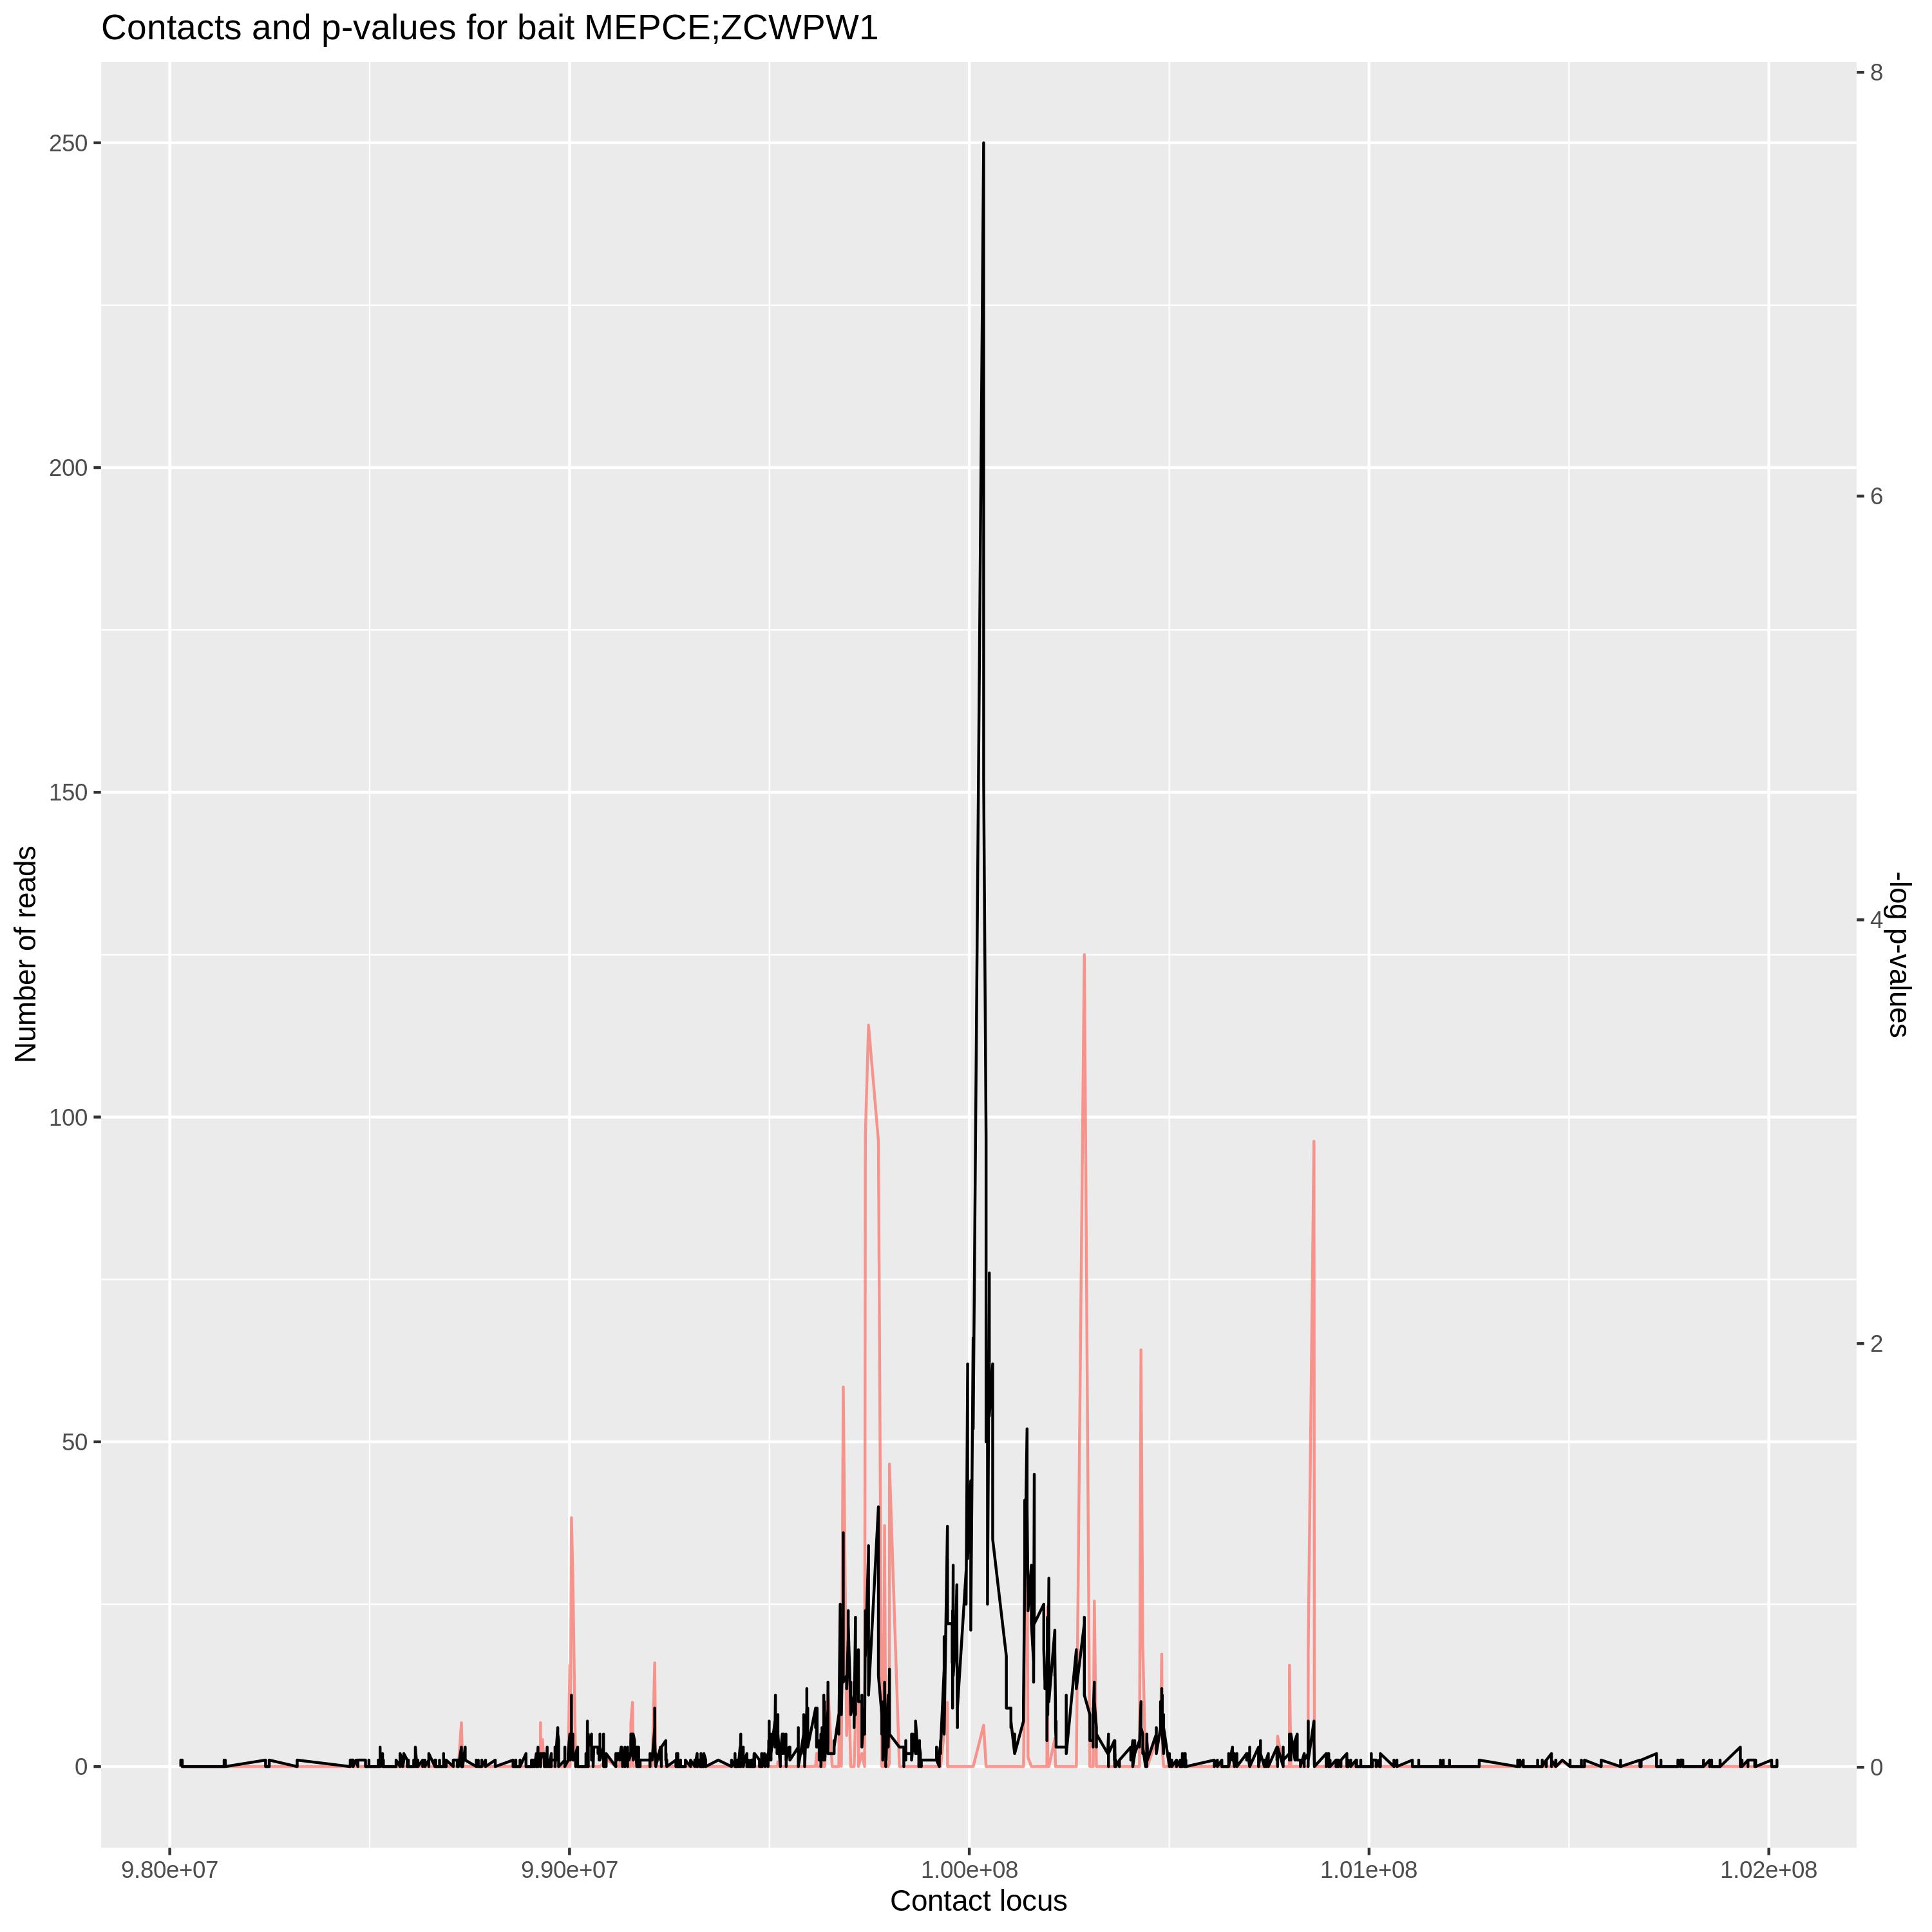 Contacts and p-values for bait MEPCE;ZCWPW1
Number of reads
250
200
150
100
50
0
8
6
4
2
0
-log p-values
9.80e+07
9.90e+07
1.00e+08
1.01e+08
1.02e+08
Contact locus